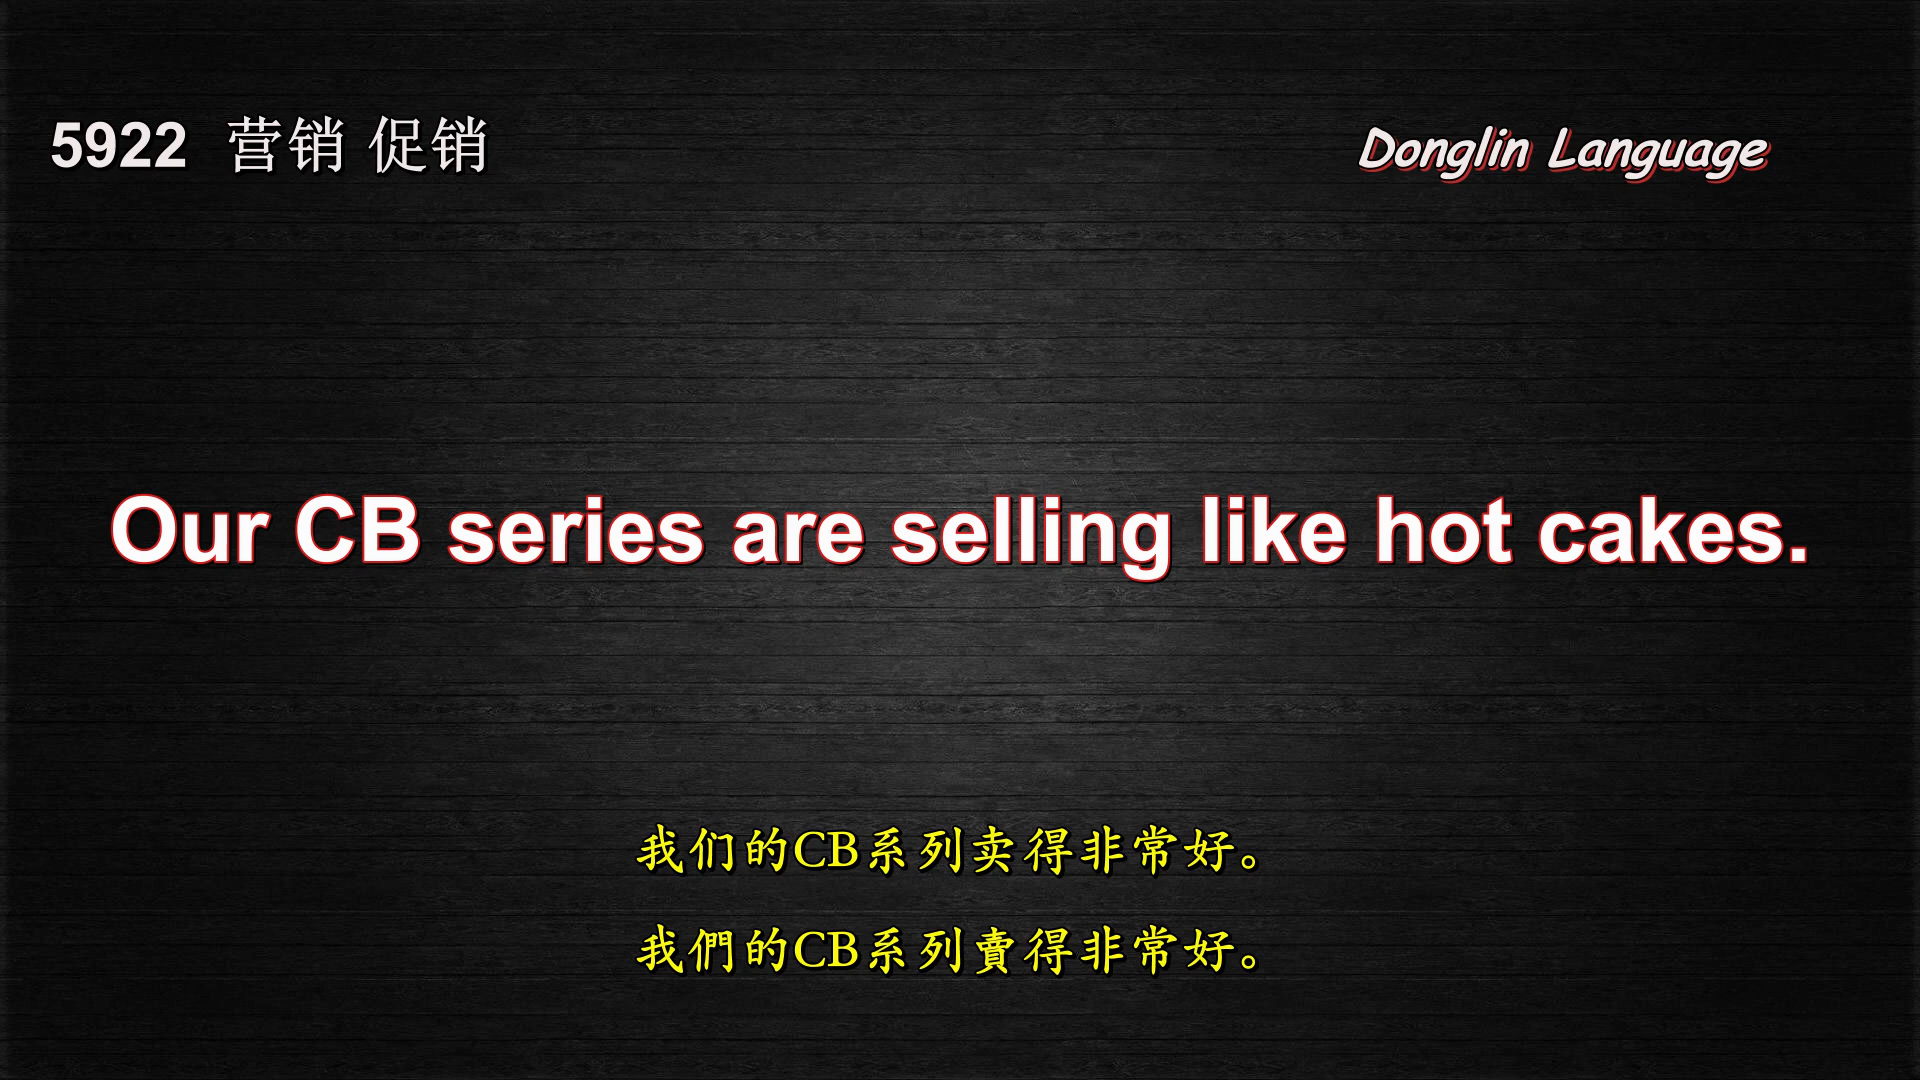 5922 营销 促销
Donglin Language
Our CB series are selling like hot cakes.
我们的CB系列卖得非常好。
我們的CB系列賣得非常好。